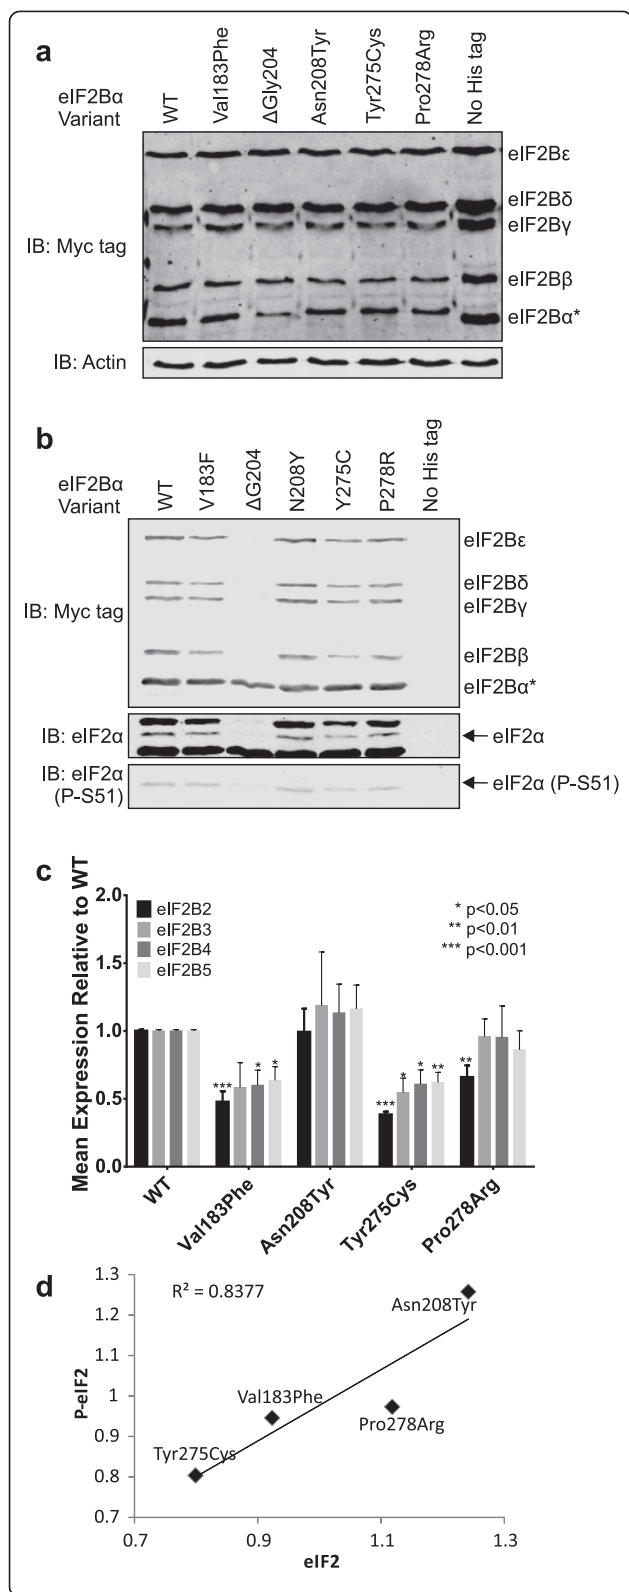 a
eIF2Bα
Variant
WT
Val183Phe
ΔGly204
Asn208Tyr
Tyr275Cys
Pro278Arg
No His tag
IB: Myc tag
eIF2Bε
eIF2Bδ
eIF2Bγ
eIF2Bβ
eIF2Bα*
IB: Actin
b
eIF2Bα
Variant
WT
V183F
ΔG204
N208Y
Y275C
P278R
No His tag
IB: Myc tag
eIF2Bε
eIF2Bδ
eIF2Bγ
eIF2Bβ
eIF2Bα*
IB: eIF2α
eIF2α
IB: eIF2α
(P-S51)
eIF2α (P-S51)
c
Mean Expression Relative to WT
2.0
1.5
1.0
0.5
0.0
eIF2B2
eIF2B3
eIF2B4
eIF2B5
* p<0.05
** p<0.01
*** p<0.001
***
*
*
***
*
*
**
**
WT
Val183Phe
Asn208Tyr
Tyr275Cys
Pro278Arg
d
P-eIF2
1.3
1.2
1.1
1
0.9
0.8
0.7
R² = 0.8377
Asn208Tyr
Val183Phe
Pro278Arg
Tyr275Cys
0.7
0.9
1.1
1.3
eIF2